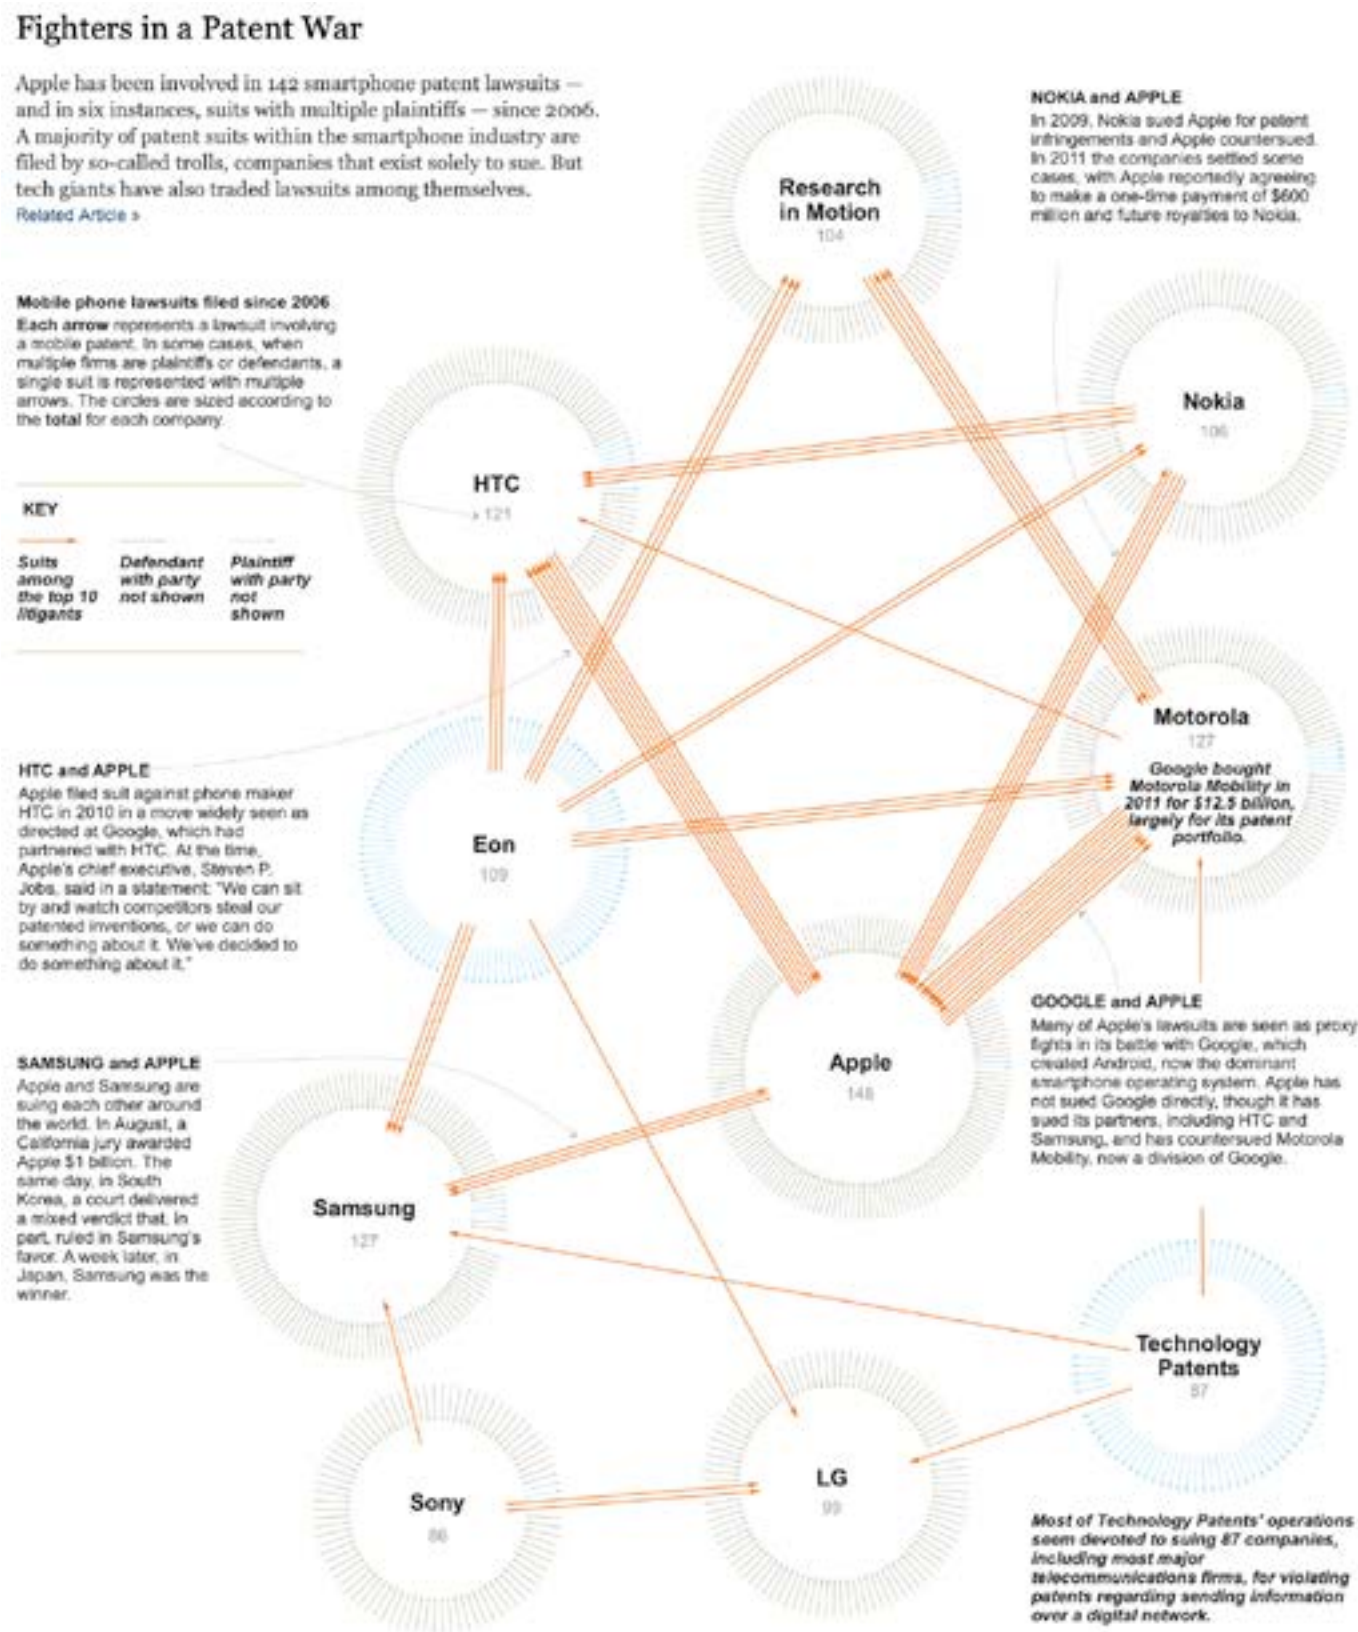 Fighters in a Patent War
Apple has been involved in 142 smartphone patent lawsuits —
and in six instances, suits with multiple plaintiffs — since 2006.
A majority of patent suits within the smartphone industry are
filed by so-called trolls, companies that exist solely to sue. But
tech giants have also traded lawsuits among themselves.
Related Article »
NOKIA and APPLE
In 2009, Nokia sued Apple for patent
infringements and Apple countersued.
In 2011 the companies settled some
cases, with Apple reportedly agreeing
to make a one-time payment of $600
million and future royalties to Nokia.
Research
in Motion
104
Mobile phone lawsuits filed since 2006
Each arrow represents a lawsuit involving
a mobile patent. In some cases, when
multiple firms are plaintiffs or defendants, a
single suit is represented with multiple
arrows. The circles are sized according to
the total for each company.
Nokia
106
HTC
121
KEY
Suits
among
the top 10
litigants
Defendant
with party
not shown
Plaintiff
with party
not
shown
Motorola
127
Google bought
Motorola Mobility in
2011 for $12.5 billion,
largely for its patent
portfolio.
HTC and APPLE
Apple filed suit against phone maker
HTC in 2010 in a move widely seen as
directed at Google, which had
partnered with HTC. At the time,
Apple's chief executive, Steven P.
Jobs, said in a statement: "We can sit
by and watch competitors steal our
patented inventions, or we can do
something about it. We've decided to
do something about it."
Eon
109
GOOGLE and APPLE
Many of Apple's lawsuits are seen as proxy
fights in its battle with Google, which
created Android, now the dominant
smartphone operating system. Apple has
not sued Google directly, though it has
sued its partners, including HTC and
Samsung, and has countersued Motorola
Mobility, now a division of Google.
Apple
148
SAMSUNG and APPLE
Apple and Samsung are
suing each other around
the world. In August, a
California jury awarded
Apple $1 billion. The
same day, in South
Korea, a court delivered
a mixed verdict that, in
part, ruled in Samsung's
favor. A week later, in
Japan, Samsung was the
winner.
Samsung
127
Technology
Patents
87
Sony
86
LG
99
Most of Technology Patents' operations
seem devoted to suing 87 companies,
including most major
telecommunications firms, for violating
patents regarding sending information
over a digital network.